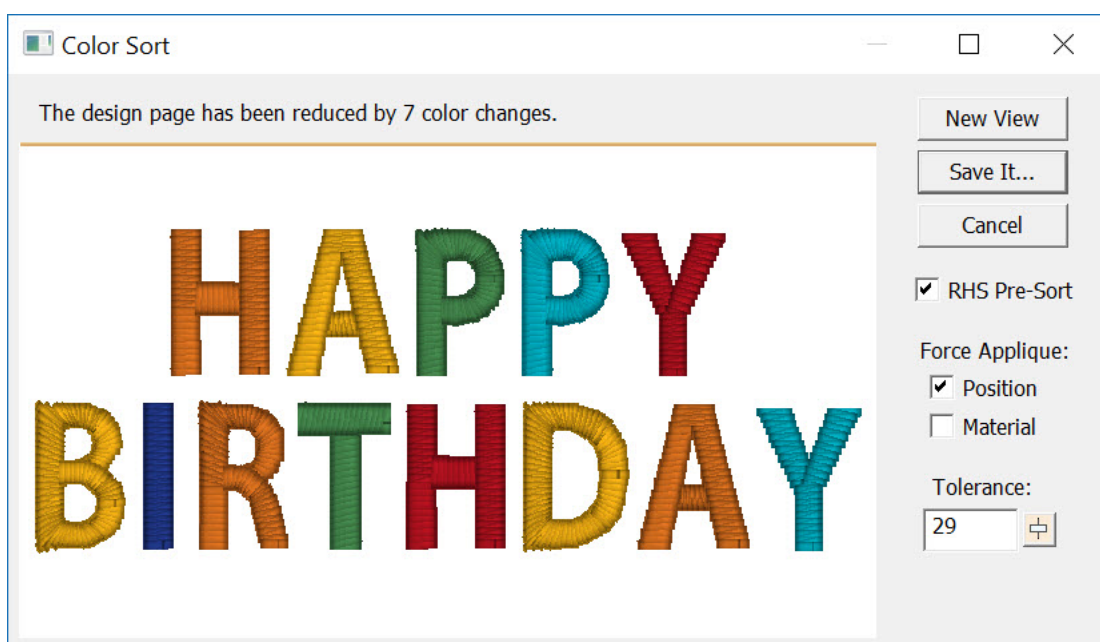 Color Sort
The design page has been reduced by 7 color changes.
New View
Save It...
Cancel
RHS Pre-Sort
Force Applique:
Position
Material
Tolerance:
29
HAPPY
BIRTHDAY